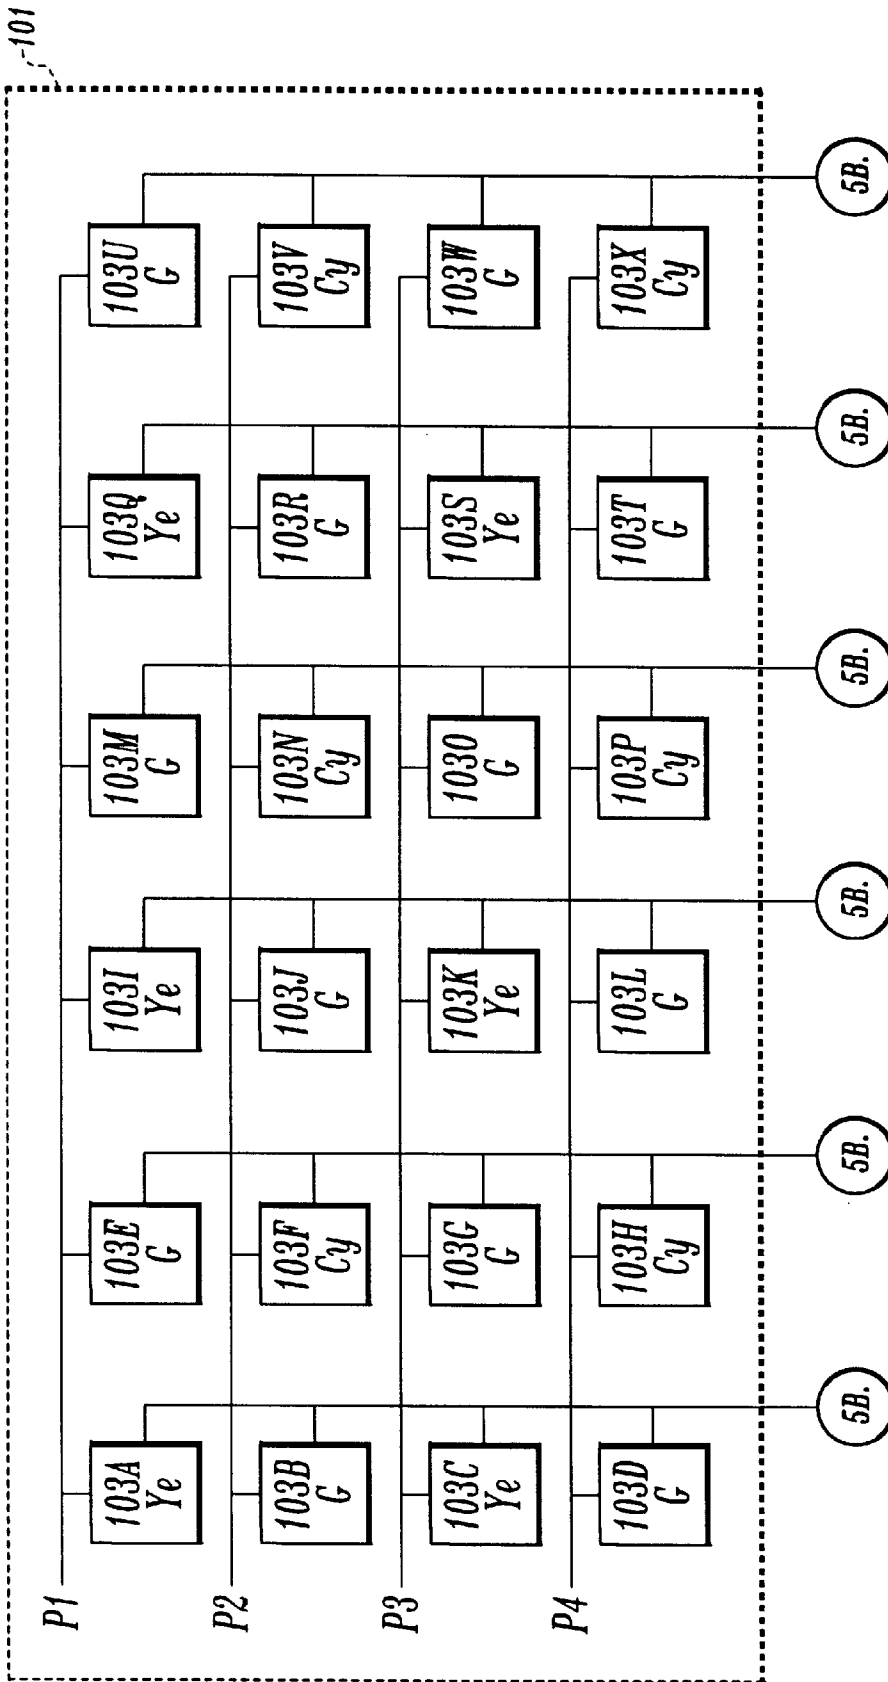 101
P1
103A
Ye
103E
G
103I
Ye
103M
G
103Q
Ye
103U
G
P2
103B
G
103F
Cy
103J
G
103N
Cy
103R
G
103V
Cy
P3
103C
Ye
103G
G
103K
Ye
103O
G
103S
Ye
103W
G
P4
103D
G
103H
Cy
103L
G
103P
Cy
103T
G
103X
Cy
5B.
5B.
5B.
5B.
5B.
5B.